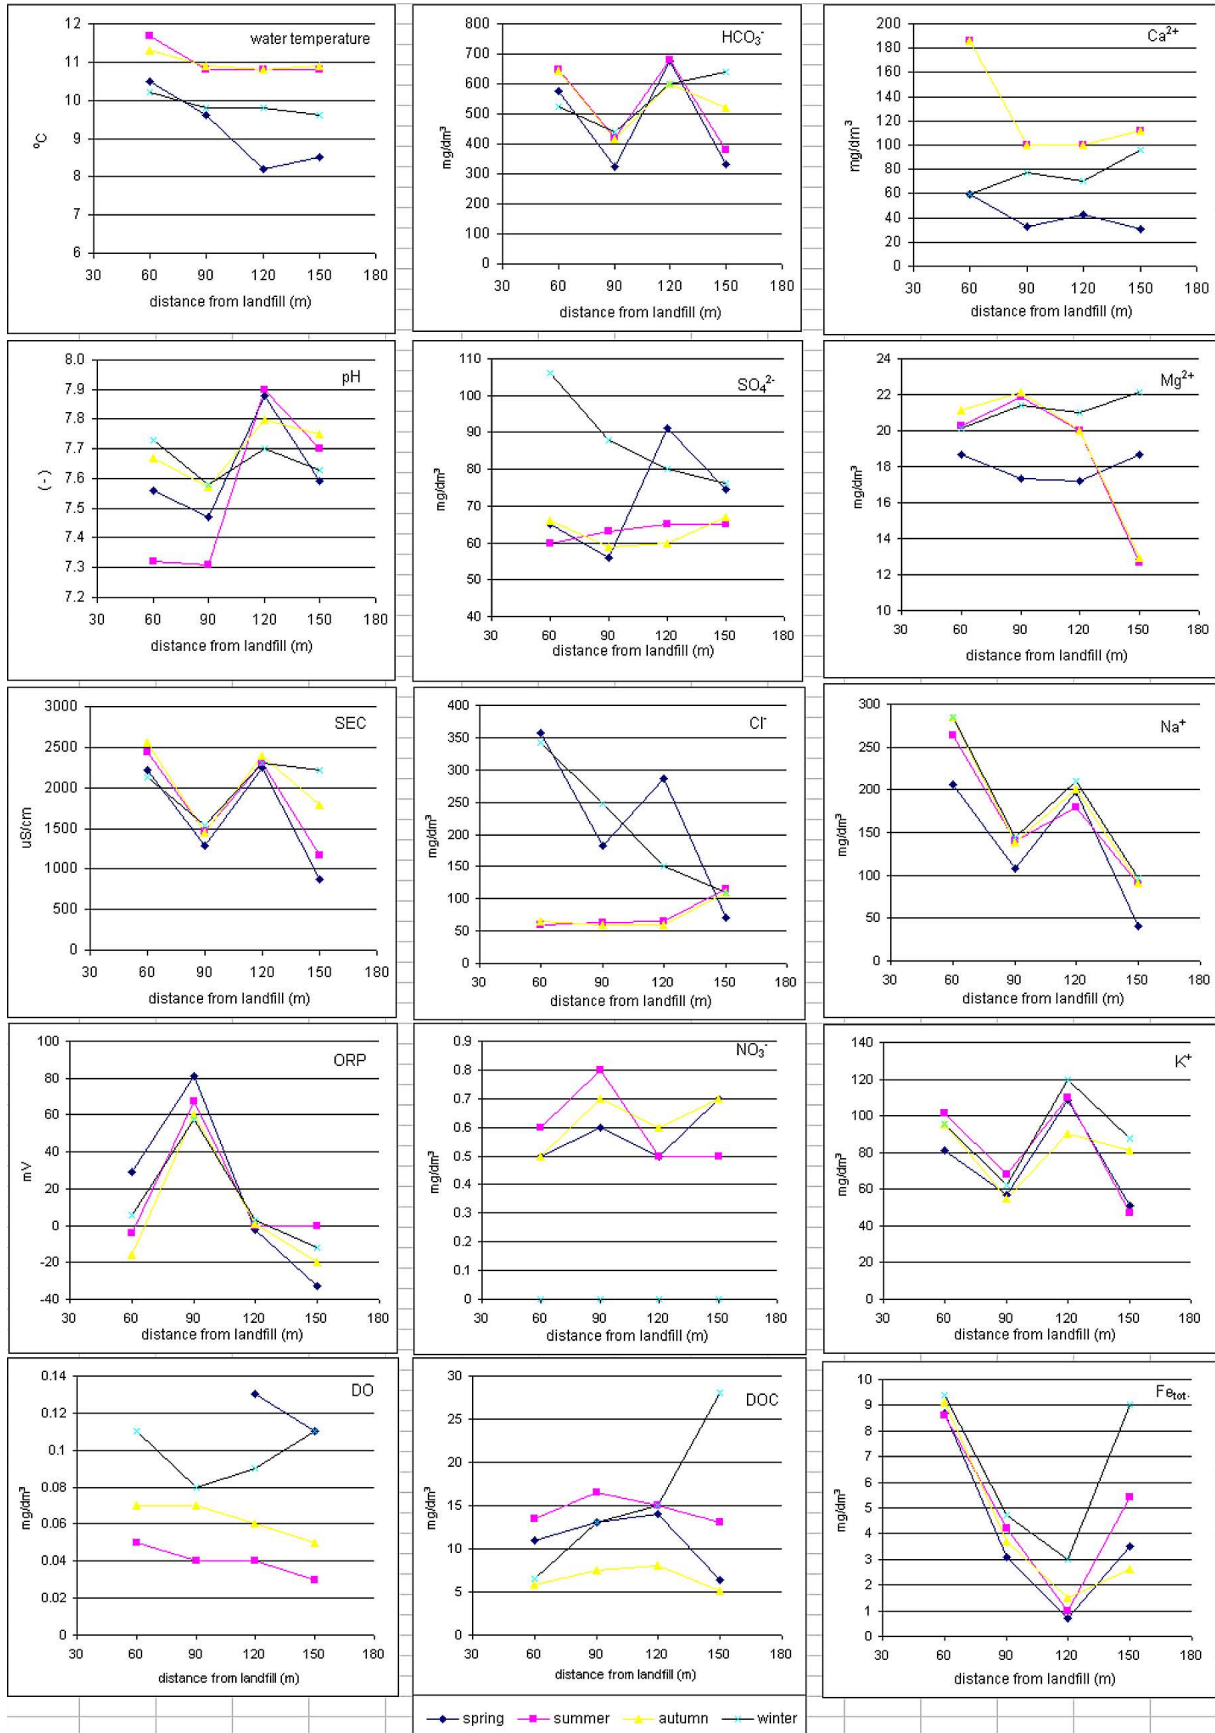 water temperature
12
11
10
9
8
7
6
ºC
30 60 90 120 150 180
distance from landfill (m)
HCO₃⁻
800
700
600
500
400
300
200
100
0
mg/dm³
30 60 90 120 150 180
distance from landfill (m)
Ca²⁺
200
180
160
140
120
100
80
60
40
20
0
mg/dm³
30 60 90 120 150 180
distance from landfill (m)
pH
8.0
7.9
7.8
7.7
7.6
7.5
7.4
7.3
7.2
(-)
30 60 90 120 150 180
distance from landfill (m)
SO₄²⁻
110
100
90
80
70
60
50
40
mg/dm³
30 60 90 120 150 180
distance from landfill (m)
Mg²⁺
24
22
20
18
16
14
12
10
mg/dm³
30 60 90 120 150 180
distance from landfill (m)
SEC
3000
2500
2000
1500
1000
500
0
uS/cm
30 60 90 120 150 180
distance from landfill (m)
Cl⁻
400
350
300
250
200
150
100
50
0
mg/dm³
30 60 90 120 150 180
distance from landfill (m)
Na⁺
300
250
200
150
100
50
0
mg/dm³
30 60 90 120 150 180
distance from landfill (m)
ORP
100
80
60
40
20
0
-20
-40
mV
30 60 90 120 150 180
distance from landfill (m)
NO₃⁻
0.9
0.8
0.7
0.6
0.5
0.4
0.3
0.2
0.1
0
mg/dm³
30 60 90 120 150 180
distance from landfill (m)
K⁺
140
120
100
80
60
40
20
0
mg/dm³
30 60 90 120 150 180
distance from landfill (m)
DO
0.14
0.12
0.1
0.08
0.06
0.04
0.02
0
mg/dm³
30 60 90 120 150 180
distance from landfill (m)
DOC
30
25
20
15
10
5
0
mg/dm³
30 60 90 120 150 180
distance from landfill (m)
Fe tot.
10
9
8
7
6
5
4
3
2
1
0
mg/dm³
30 60 90 120 150 180
distance from landfill (m)
spring summer autumn winter